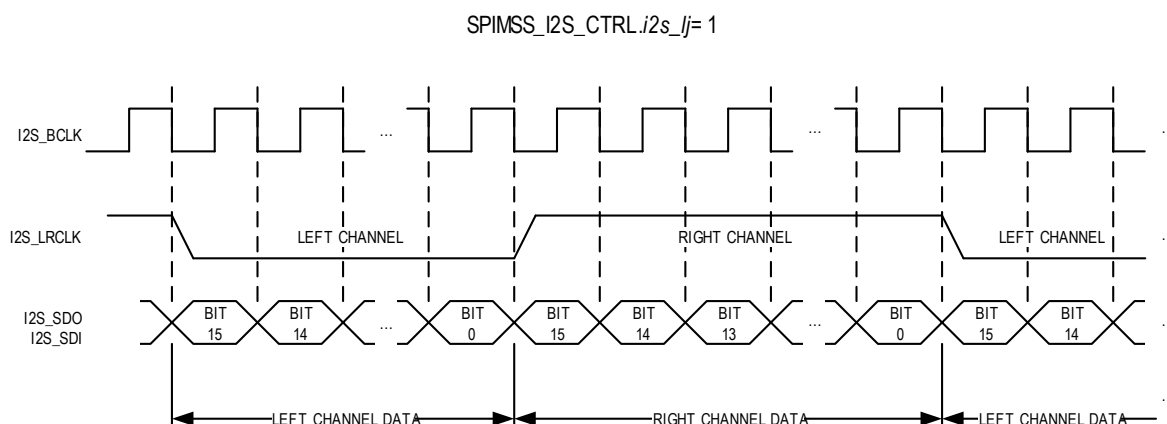 SPIMSS_I2S_CTRL.i2s_lj= 1
I2S_BCLK
... ... .
I2S_LRCLK
LEFT CHANNEL RIGHT CHANNEL LEFT CHANNEL .
I2S_SDO
I2S_SDI
BIT BIT ... BIT BIT BIT BIT ... BIT BIT BIT .
15 14 0 15 14 13 0 15 14
LEFT CHANNEL DATA RIGHT CHANNEL DATA LEFT CHANNEL DATA .